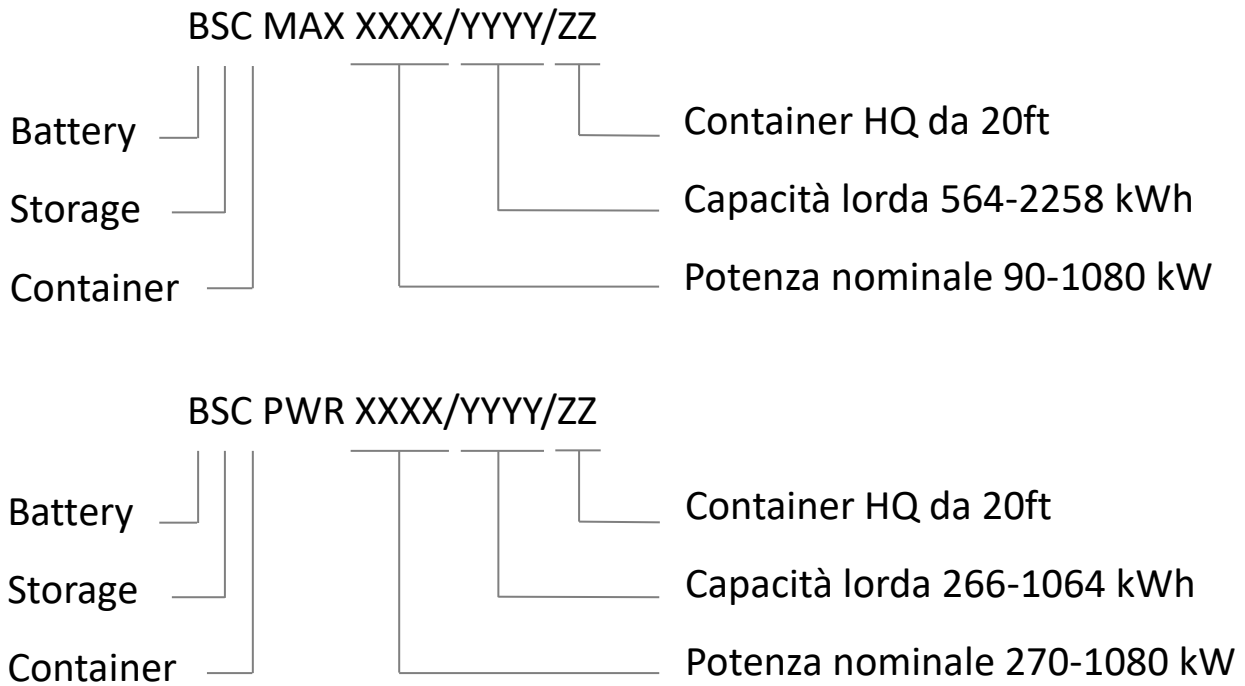 BSC MAX XXXX/YYYY/ZZ
Battery Container HQ da 20ft
Storage Capacità lorda 564-2258 kWh
Container Potenza nominale 90-1080 kW
BSC PWR XXXX/YYYY/ZZ
Battery Container HQ da 20ft
Storage Capacità lorda 266-1064 kWh
Container Potenza nominale 270-1080 kW